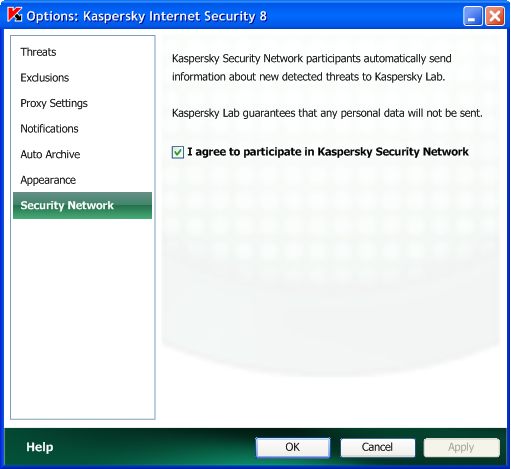 Options: Kaspersky Internet Security 8
Threats
Exclusions
Proxy Settings
Notifications
Auto Archive
Appearance
Security Network
Kaspersky Security Network participants automatically send
information about new detected threats to Kaspersky Lab.
Kaspersky Lab guarantees that any personal data will not be sent.
I agree to participate in Kaspersky Security Network
Help
OK
Cancel
Apply